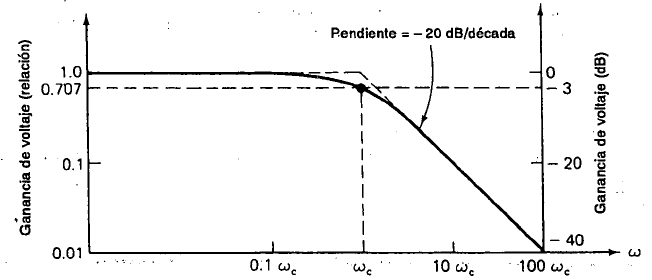 Pendiente = − 20 dB/década
Ganancia de voltaje (relación)
1.0
0.707
0.1
0.01
0
− 3
− 20
− 40
Ganancia de voltaje (dB)
0.1 ωc
ωc
10 ωc
100 ωc
ω